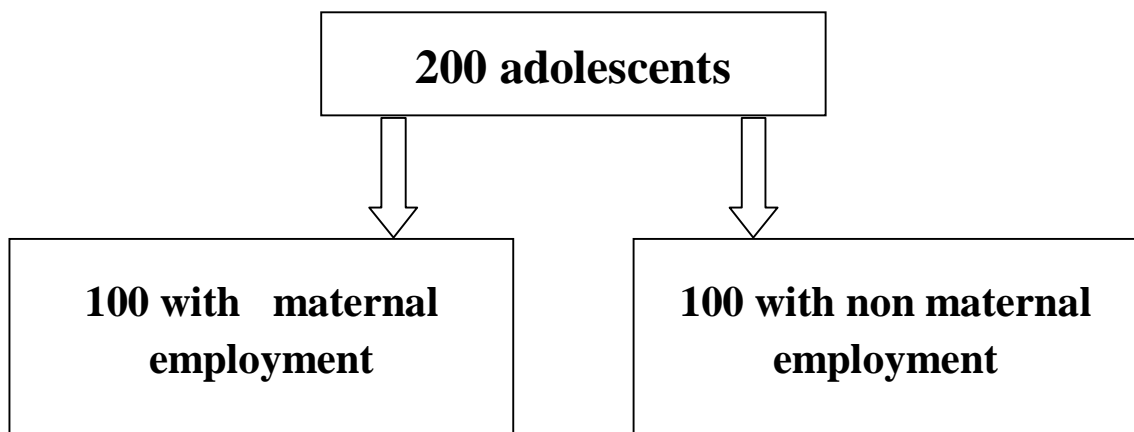 200 adolescents
100 with maternal
employment
100 with non maternal
employment